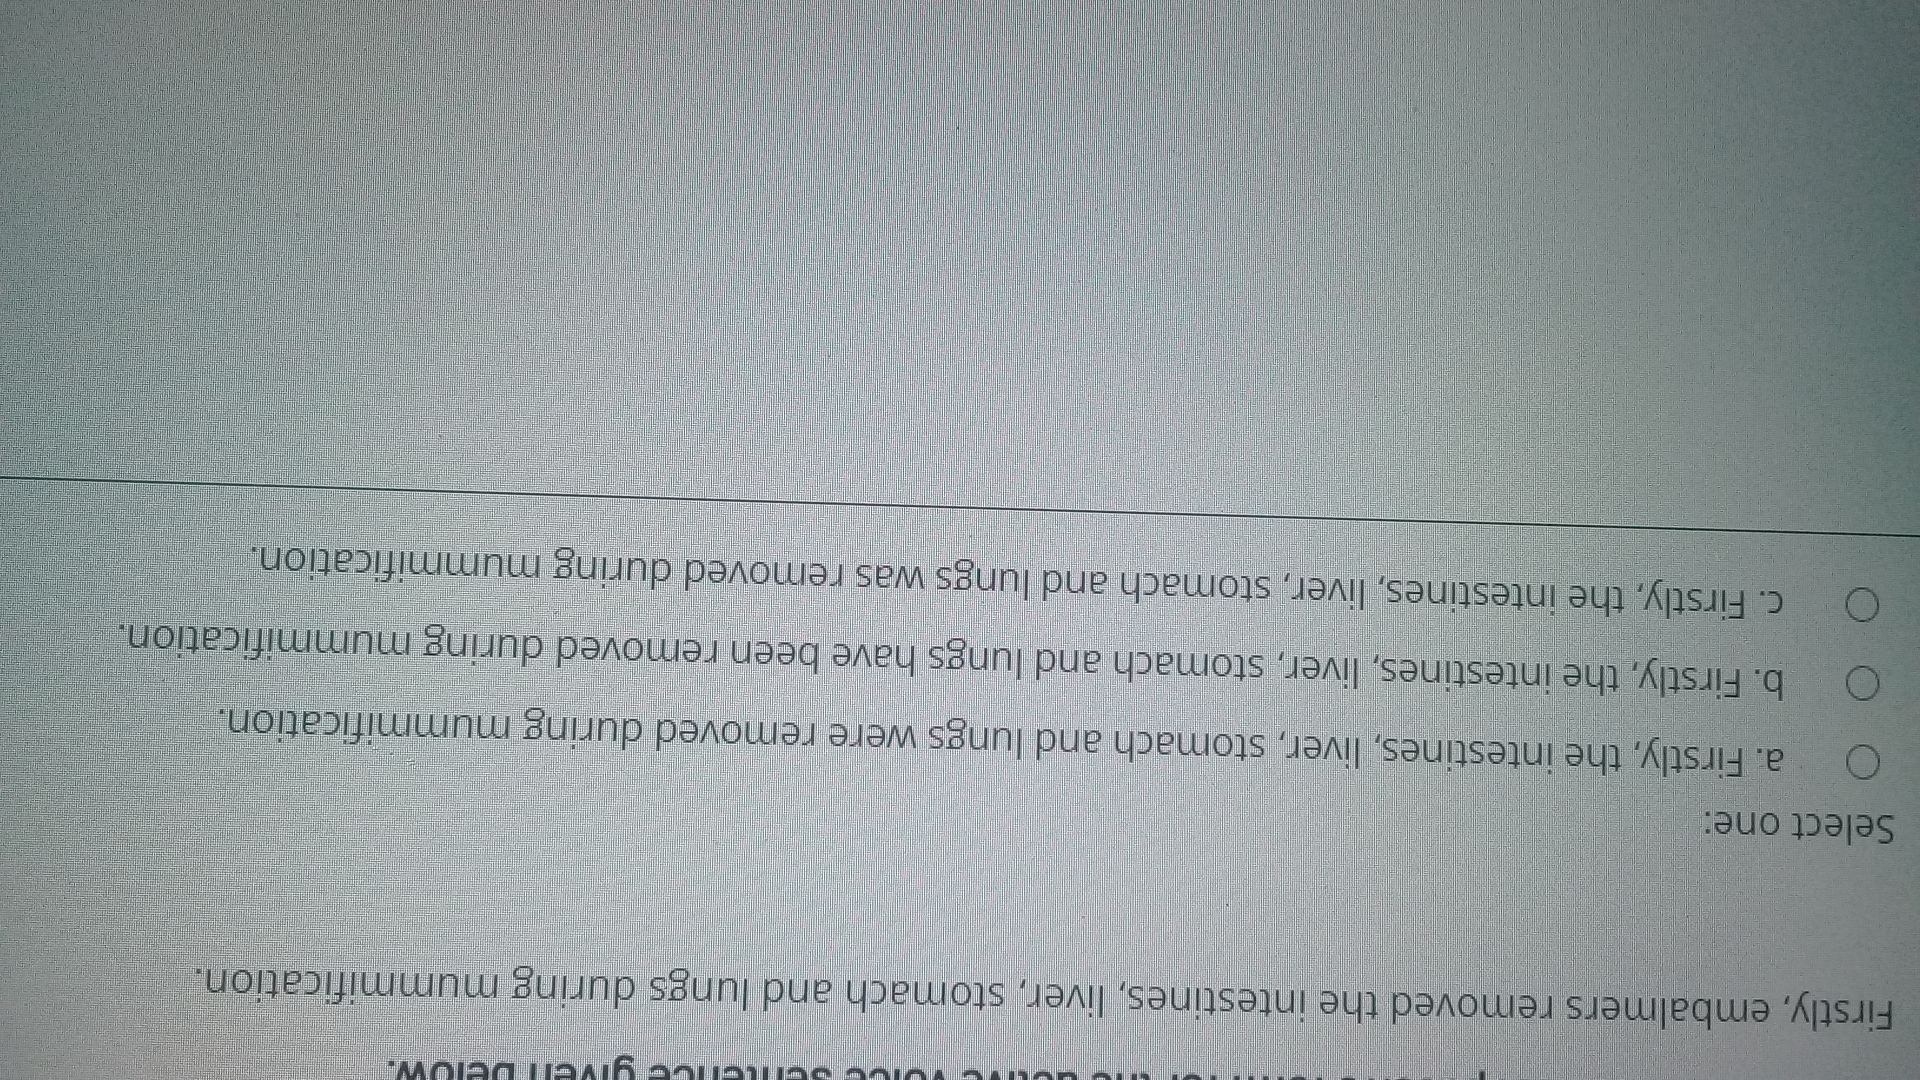 for the active voice sentence given below.
Firstly, embalmers removed the intestines, liver, stomach and lungs during mummification.
Select one:
a. Firstly, the intestines, liver, stomach and lungs were removed during mummification.
b. Firstly, the intestines, liver, stomach and lungs have been removed during mummification.
c. Firstly, the intestines, liver, stomach and lungs was removed during mummification.